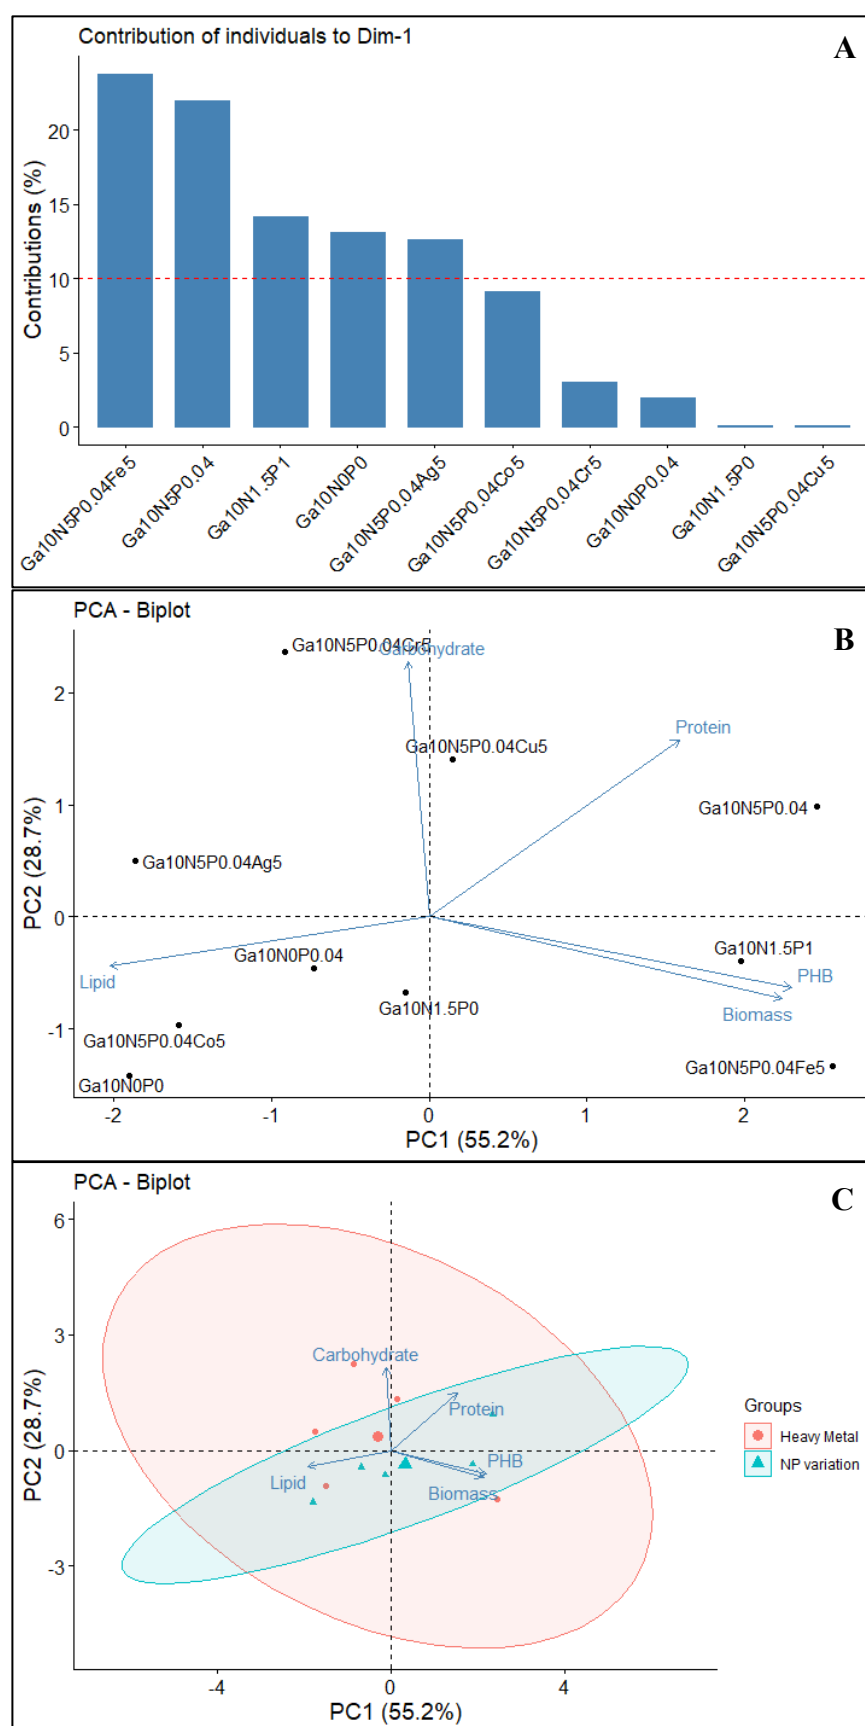 Contribution of individuals to Dim-1
A
Contributions (%)
20
15
10
5
0
Ga10N5P0.04Fe5
Ga10N5P0.04
Ga10N1.5P1
Ga10N0P0
Ga10N5P0.04Ag5
Ga10N5P0.04Co5
Ga10N5P0.04Cr5
Ga10N0P0.04
Ga10N1.5P0
Ga10N5P0.04Cu5
PCA - Biplot
B
Ga10N5P0.04Cr5
Carbohydrate
Protein
Ga10N5P0.04Cu5
Ga10N5P0.04
Ga10N5P0.04Ag5
Ga10N0P0.04
Ga10N1.5P1
Lipid
PHB
Ga10N1.5P0
Biomass
Ga10N5P0.04Co5
Ga10N5P0.04Fe5
Ga10N0P0
PC2 (28.7%)
2
1
0
-1
-2
-1
0
1
2
PC1 (55.2%)
PCA - Biplot
C
PC2 (28.7%)
6
3
0
-3
Carbohydrate
Protein
PHB
Lipid
Biomass
Groups
Heavy Metal
NP variation
-4
0
4
PC1 (55.2%)